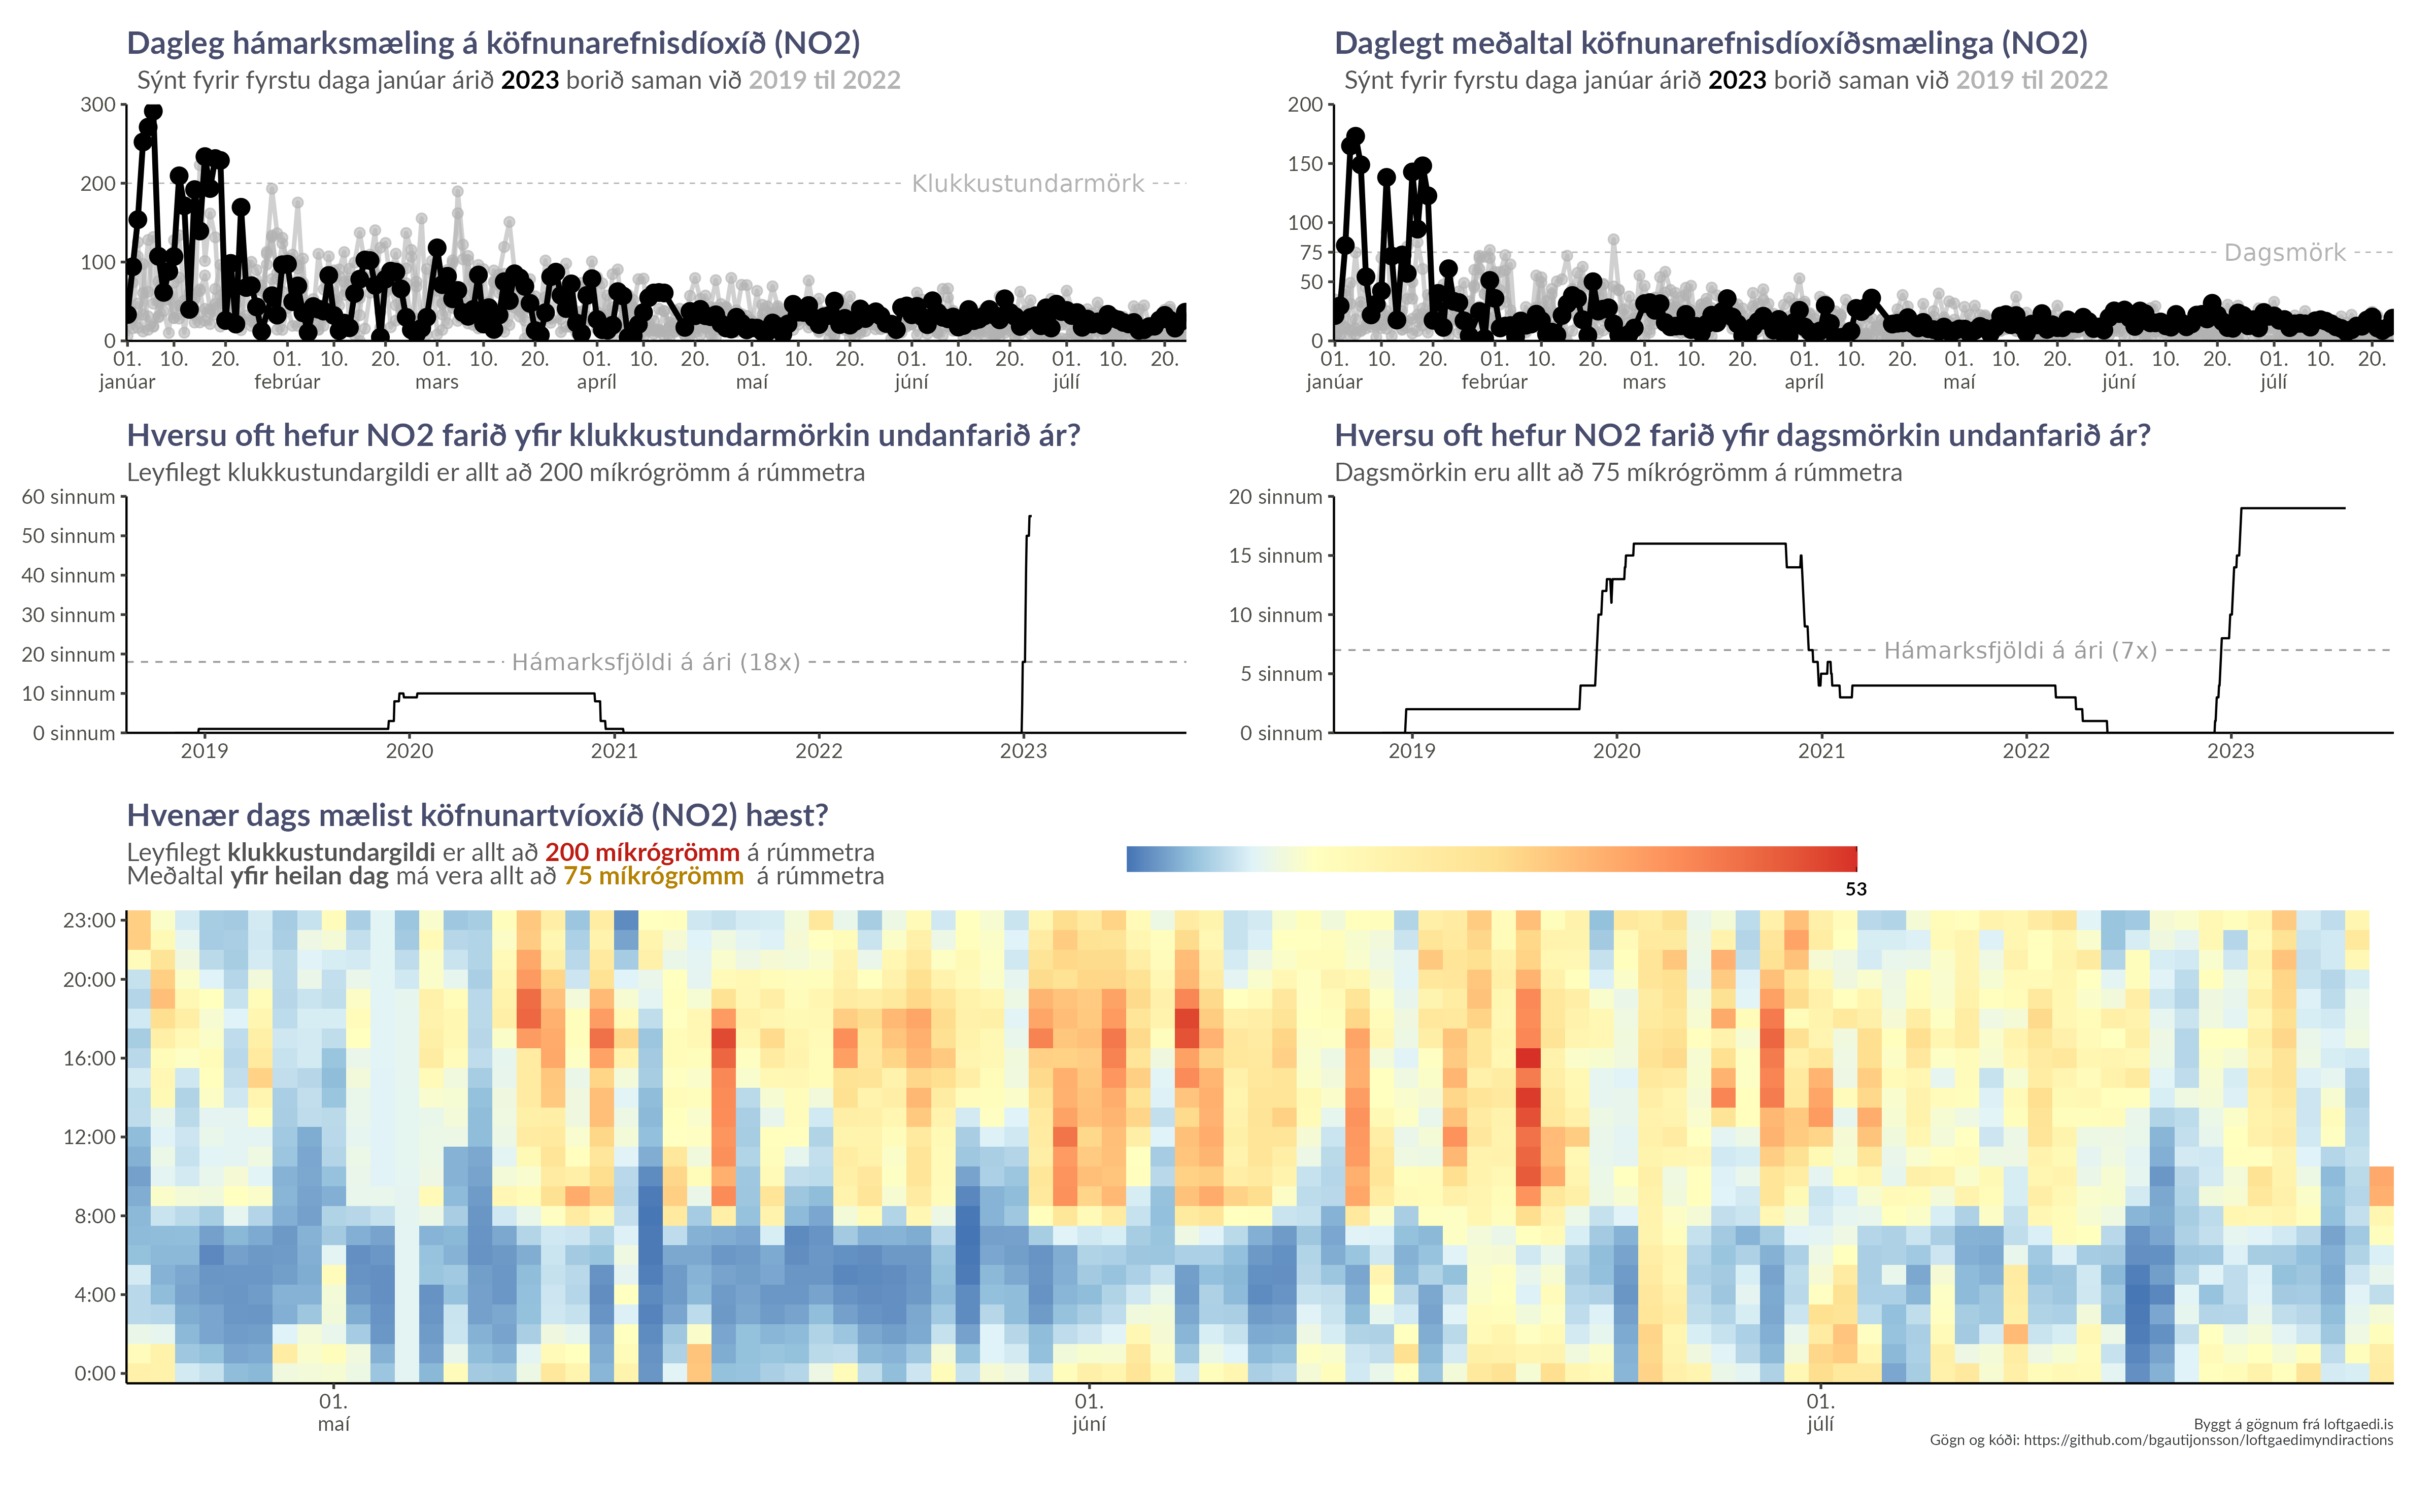 Dagleg hámarksmæling á köfnunarefnisdíoxíð (NO2)
Sýnt fyrir fyrstu daga janúar árið 2023 borið saman við 2019 til 2022
300
200
100
0
Klukkustundarmörk
01. 10. 20. 01. 10. 20. 01. 10. 20. 01. 10. 20. 01. 10. 20. 01. 10. 20. 01. 10. 20.
janúar febrúar mars apríl maí júní júlí
Daglegt meðaltal köfnunarefnisdíoxíðsmælinga (NO2)
Sýnt fyrir fyrstu daga janúar árið 2023 borið saman við 2019 til 2022
200
150
100
75
50
0
Dagsmörk
01. 10. 20. 01. 10. 20. 01. 10. 20. 01. 10. 20. 01. 10. 20. 01. 10. 20. 01. 10. 20.
janúar febrúar mars apríl maí júní júlí
Hversu oft hefur NO2 farið yfir klukkustundarmörkin undanfarið ár?
Leyfilegt klukkustundargildi er allt að 200 míkrógrömm á rúmmetra
60 sinnum
50 sinnum
40 sinnum
30 sinnum
20 sinnum
10 sinnum
0 sinnum
Hámarksfjöldi á ári (18x)
2019 2020 2021 2022 2023
Hversu oft hefur NO2 farið yfir dagsmörkin undanfarið ár?
Dagsmörkin eru allt að 75 míkrógrömm á rúmmetra
20 sinnum
15 sinnum
10 sinnum
5 sinnum
0 sinnum
Hámarksfjöldi á ári (7x)
2019 2020 2021 2022 2023
Hvenær dags mælist köfnunartvíoxíð (NO2) hæst?
Leyfilegt klukkustundargildi er allt að 200 míkrógrömm á rúmmetra
Meðaltal yfir heilan dag má vera allt að 75 míkrógrömm á rúmmetra
53
23:00
20:00
16:00
12:00
8:00
4:00
0:00
01. 01. 01.
maí júní júlí
Byggt á gögnum frá loftgaedi.is
Gögn og kóði: https://github.com/bgautijonsson/loftgaedimyndiractions